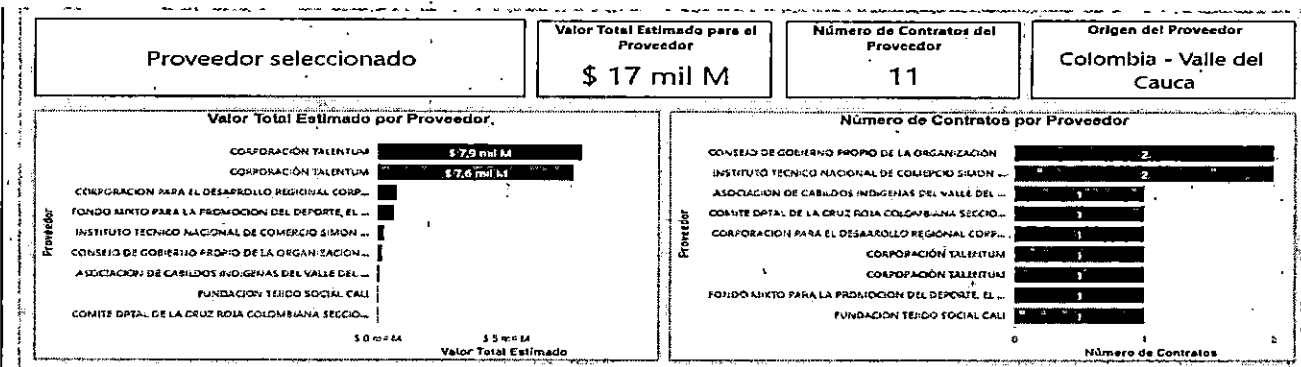 Proveedor seleccionado
Valor Total Estimado para el
Proveedor
$ 17 mil M
Número de Contratos del
Proveedor
11
Origen del Proveedor
Colombia - Valle del
Cauca
Valor Total Estimado por Proveedor
Proveedor
CORPORACIÓN TALENTUM $ 7,9 mil M
CORPORACIÓN TALENTUM $ 7,6 mil M
CORPORACION PARA EL DESARROLLO REGIONAL CORP...
FONDO MIXTO PARA LA PROMOCION DEL DEPORTE, EL ...
INSTITUTO TECNICO NACIONAL DE COMERCIO SIMON ...
CONSEJO DE GOBIERNO PROPIO DE LA ORGANIZACIÓN...
ASOCIACION DE CABILDOS INDIGENAS DEL VALLE DEL ...
FUNDACION TEJIDO SOCIAL CALI
COMITE DPTAL DE LA CRUZ ROJA COLOMBIANA SECCIO...
$ 0 mil M $ 5 mil M
Valor Total Estimado
Número de Contratos por Proveedor
Proveedor
CONSEJO DE GOBIERNO PROPIO DE LA ORGANIZACIÓN ... 2
INSTITUTO TECNICO NACIONAL DE COMERCIO SIMON ... 2
ASOCIACION DE CABILDOS INDIGENAS DEL VALLE DEL ... 1
COMITE DPTAL DE LA CRUZ ROJA COLOMBIANA SECCIO... 1
CORPORACION PARA EL DESARROLLO REGIONAL CORP... 1
CORPORACIÓN TALENTUM 1
CORPORACIÓN TALENTUM 1
FONDO MIXTO PARA LA PROMOCION DEL DEPORTE, EL ... 1
FUNDACION TEJIDO SOCIAL CALI 1
0 1 2
Número de Contratos